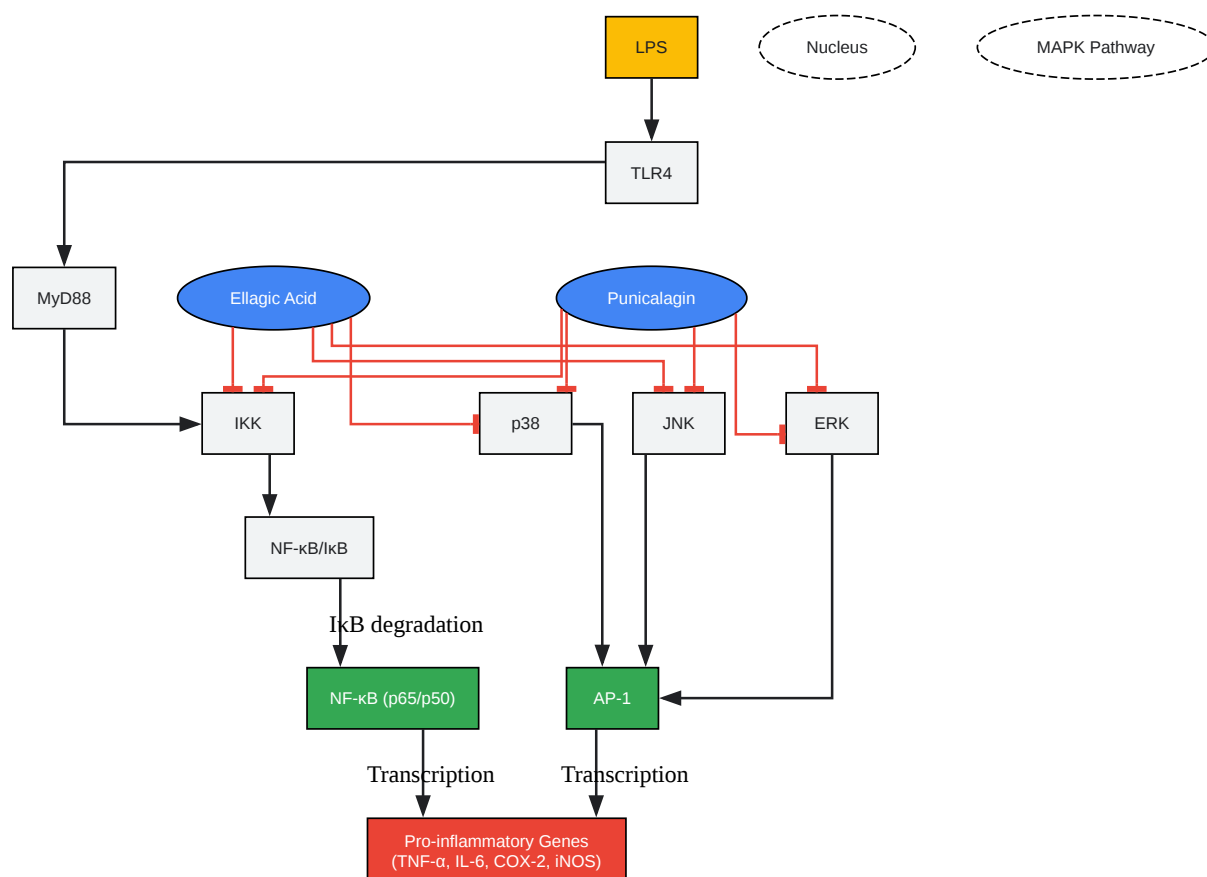 LPS
Nucleus
MAPK Pathway
TLR4
MyD88
Ellagic Acid
Punicalagin
IKK
p38
JNK
ERK
NF-κB/IκB
IκB degradation
NF-κB (p65/p50)
AP-1
Transcription
Transcription
Pro-inflammatory Genes
(TNF-α, IL-6, COX-2, iNOS)